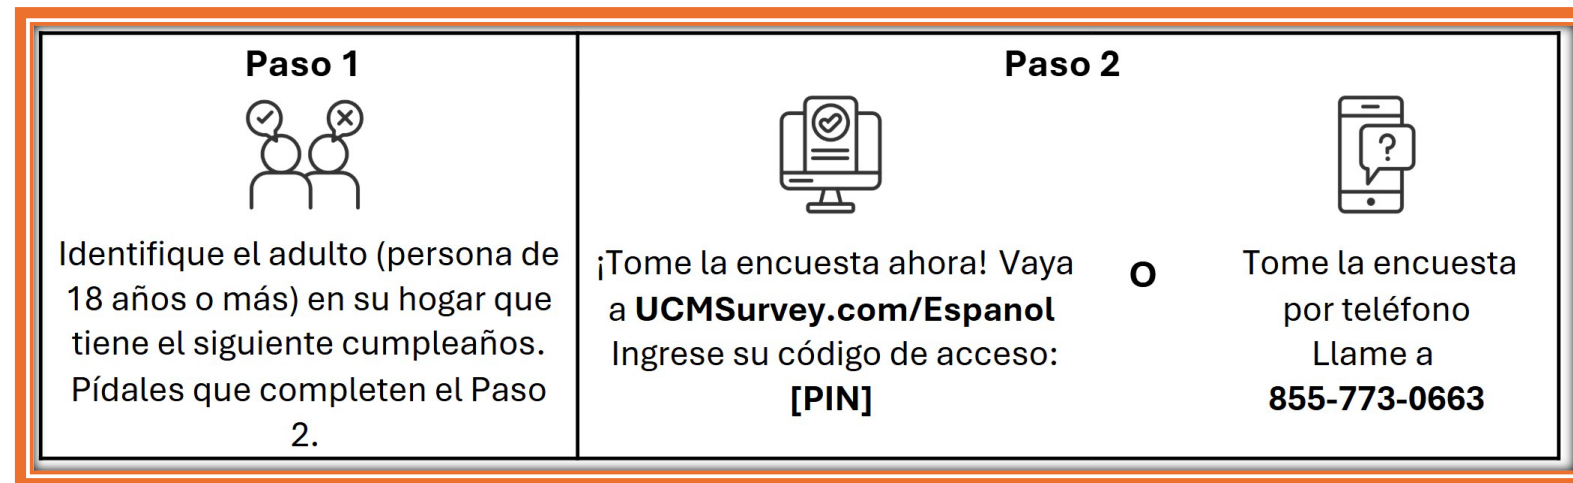 Paso 1
Identifique el adulto (persona de
18 años o más) en su hogar que
tiene el siguiente cumpleaños.
Pídales que completen el Paso
2.
Paso 2
¡Tome la encuesta ahora! Vaya
a UCMSurvey.com/Espanol
Ingrese su código de acceso:
[PIN]
O
Tome la encuesta
por teléfono
Llame a
855-773-0663